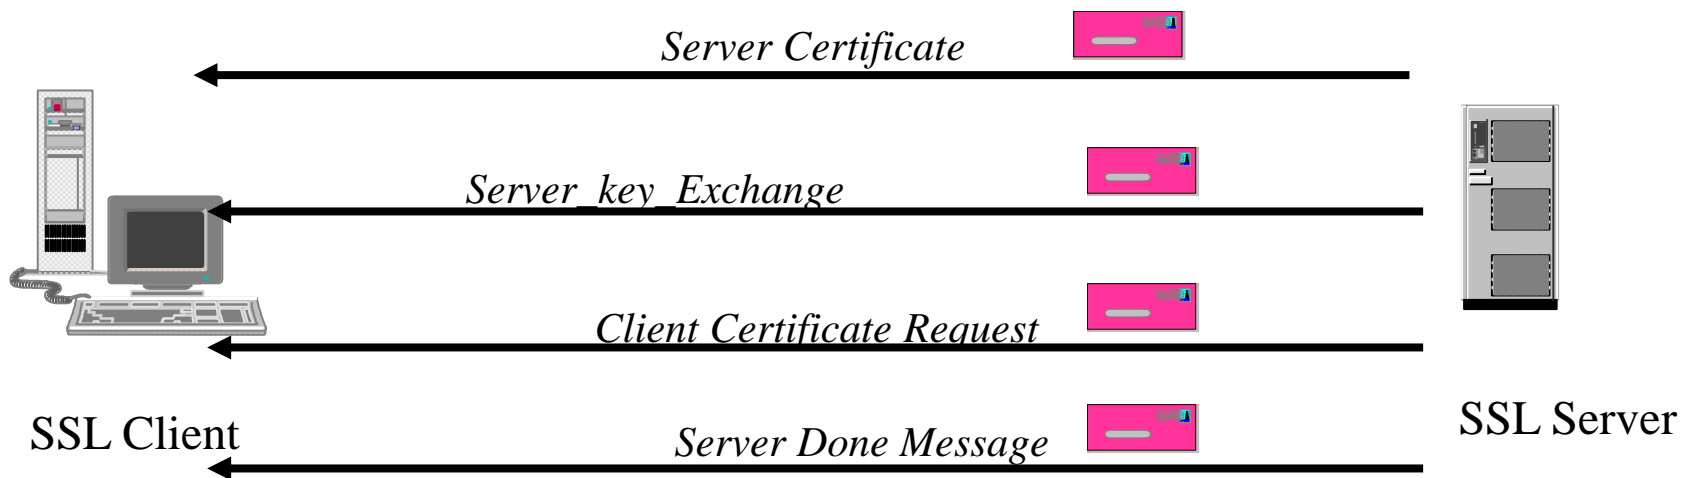 Server Certificate
Server_key_Exchange
Client Certificate Request
Server Done Message
SSL Client
SSL Server